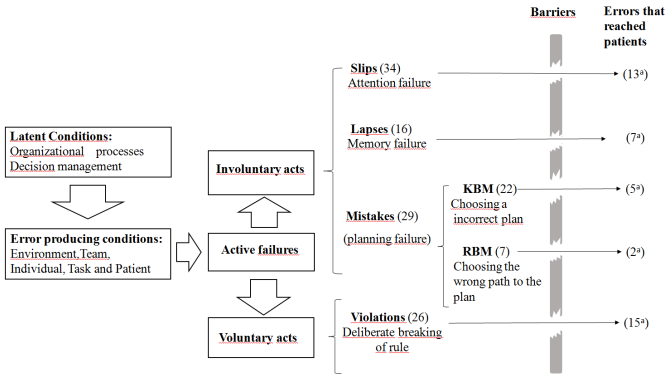 Barriers
Errors that
reached
patients
Latent Conditions:
Organizational processes
Decision management
Error producing conditions:
Environment,Team,
Individual, Task and Patient
Involuntary acts
Active failures
Voluntary acts
Slips (34)
Attention failure
(13ª)
Lapses (16)
Memory failure
(7ª)
Mistakes (29)
(planning failure)
KBM (22)
Choosing a
incorrect plan
(5ª)
RBM (7)
Choosing the
wrong path to the
plan
(2ª)
Violations (26)
Deliberate breaking
of rule
(15ª)